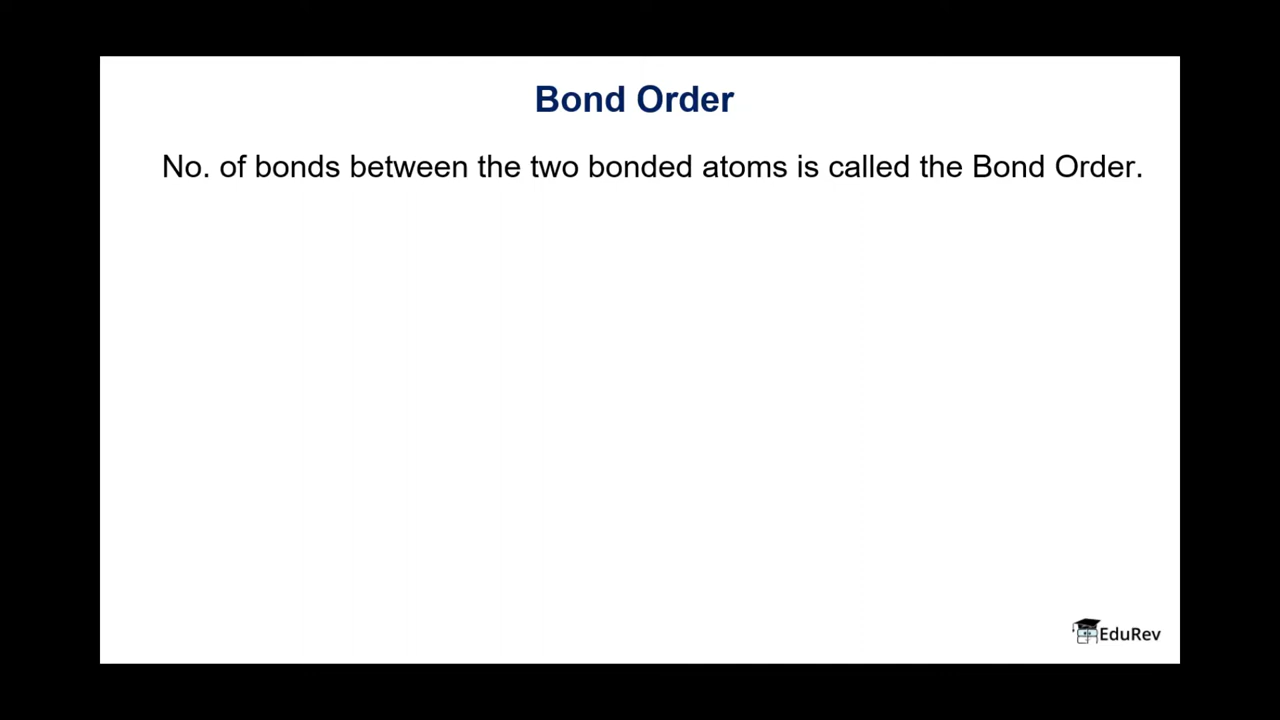 Bond Order
No. of bonds between the two bonded atoms is called the Bond Order.
EduRev